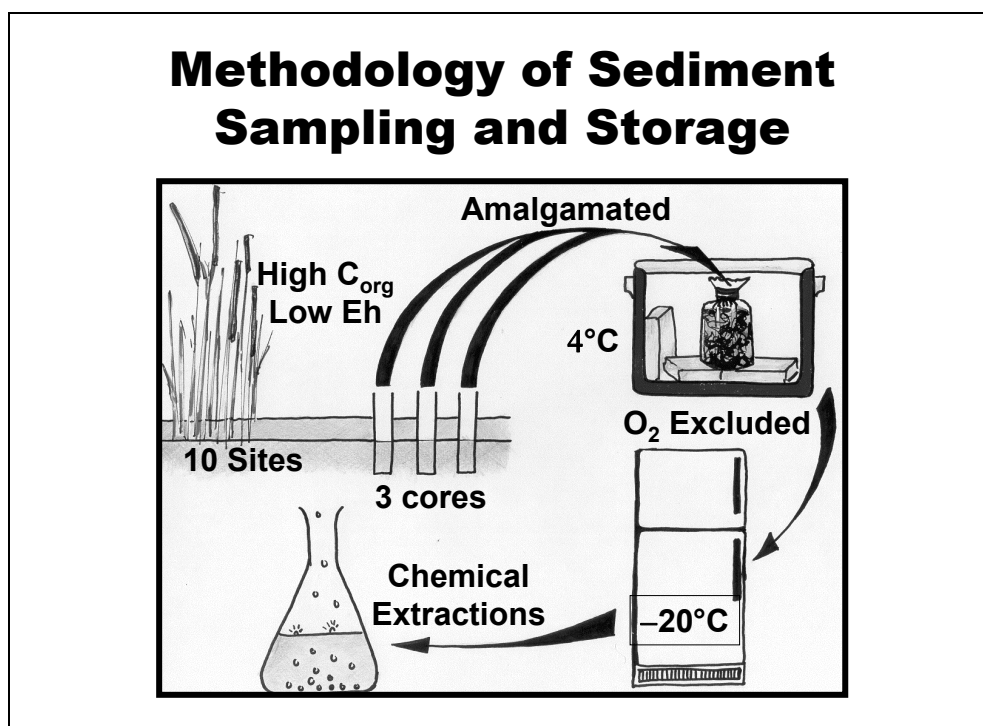 Methodology of Sediment
Sampling and Storage
Amalgamated
High Corg
Low Eh
4°C
O2 Excluded
10 Sites
3 cores
Chemical
Extractions
–20°C